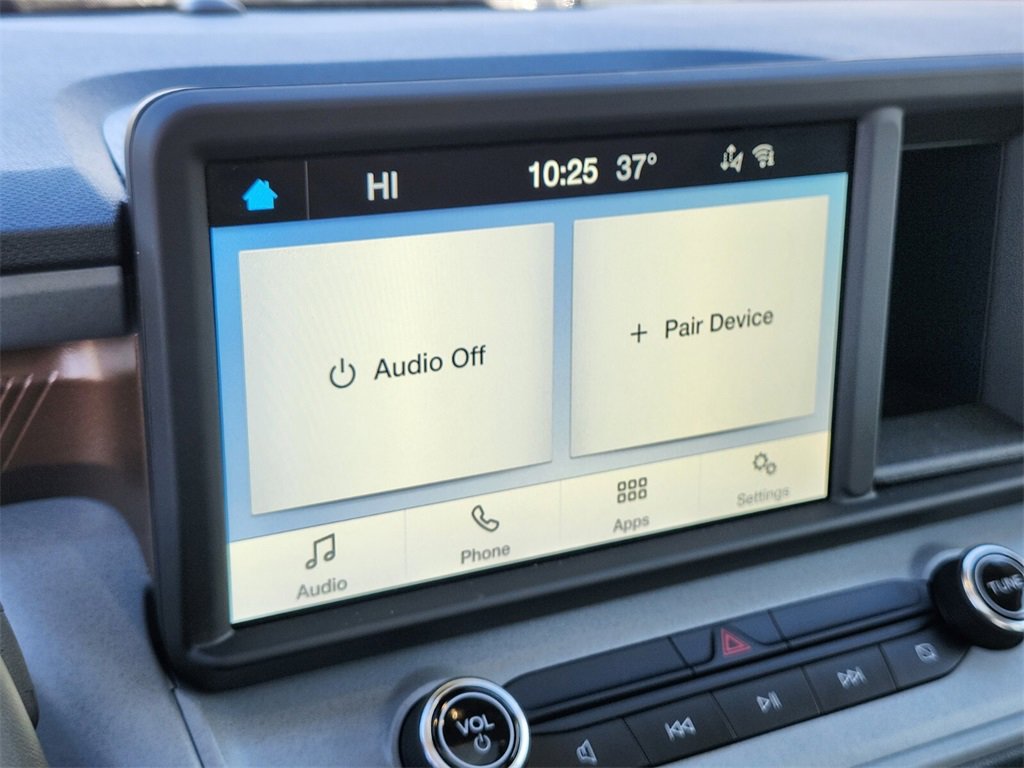 HI 10:25 37°
Audio Off
+ Pair Device
Audio Phone Apps Settings
VOL
TUNE